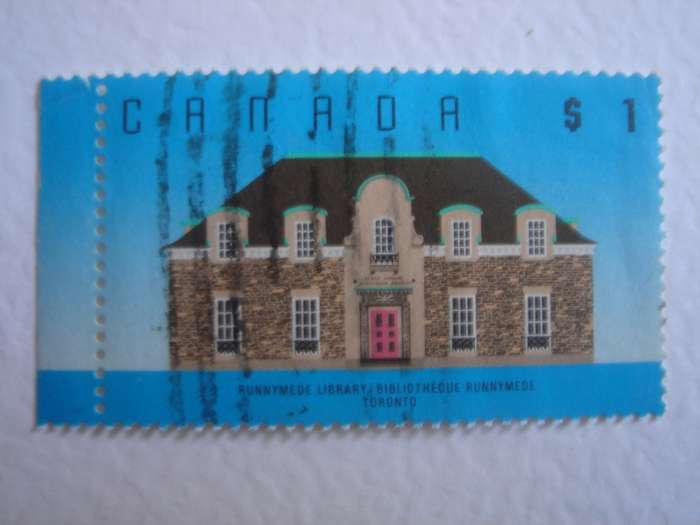 CANADA $1
RUNNYMEDE LIBRARY, BIBLIOTHÈQUE RUNNYMEDE
TORONTO